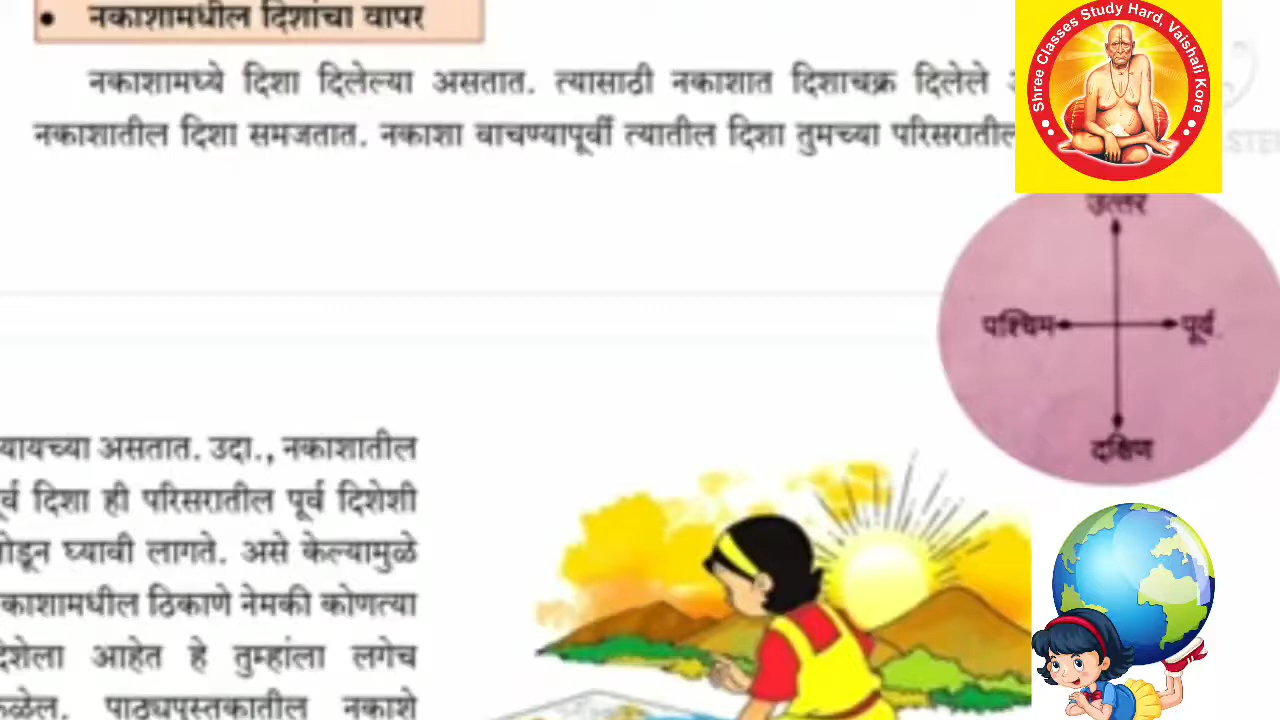 • नकाशामधील दिशांचा वापर
नकाशामध्ये दिशा दिलेल्या असतात. त्यासाठी नकाशात दिशाचक्र दिलेले
नकाशातील दिशा समजतात. नकाशा वाचण्यापूर्वी त्यातील दिशा तुमच्या परिसरातील
Shree Classes Study Hard, Vaishali Kore
उत्तर
पश्चिम पूर्व
दक्षिण
असतात. उदा., नकाशातील
दिशा ही परिसरातील पूर्व दिशेशी
घ्यावी लागते. असे केल्यामुळे
ठिकाणे नेमकी कोणत्या
आहेत हे तुम्हांला लगेच
पाठ्यपुस्तकातील नकाशे